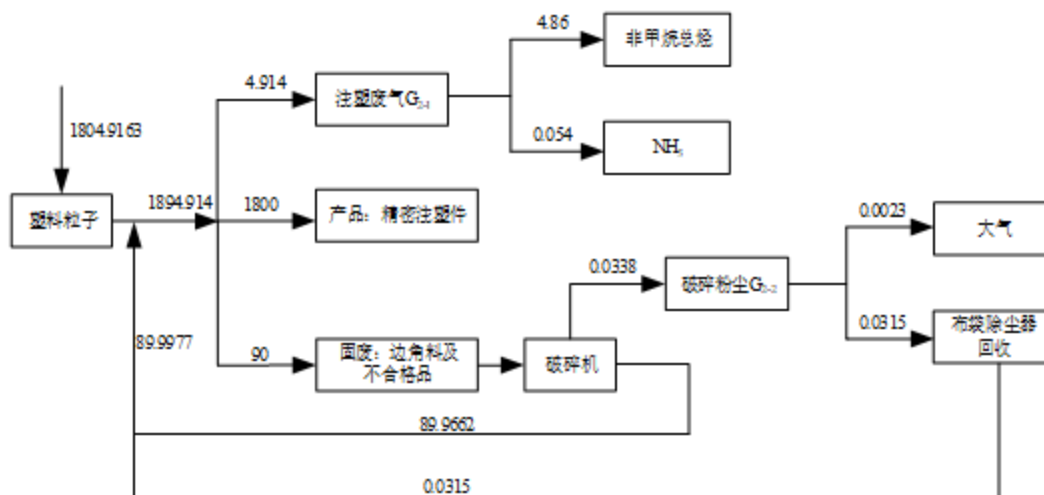 4.86
非甲烷总烃
4.914
注塑废气G₂₋₁
1804.9163
0.054
NH₃
塑料粒子
1894.914
1800
产品：精密注塑件
0.0023
大气
0.0338
破碎粉尘G₂₋₂
89.9977
90
固废：边角料及
不合格品
破碎机
0.0315
布袋除尘器
回收
89.9662
0.0315